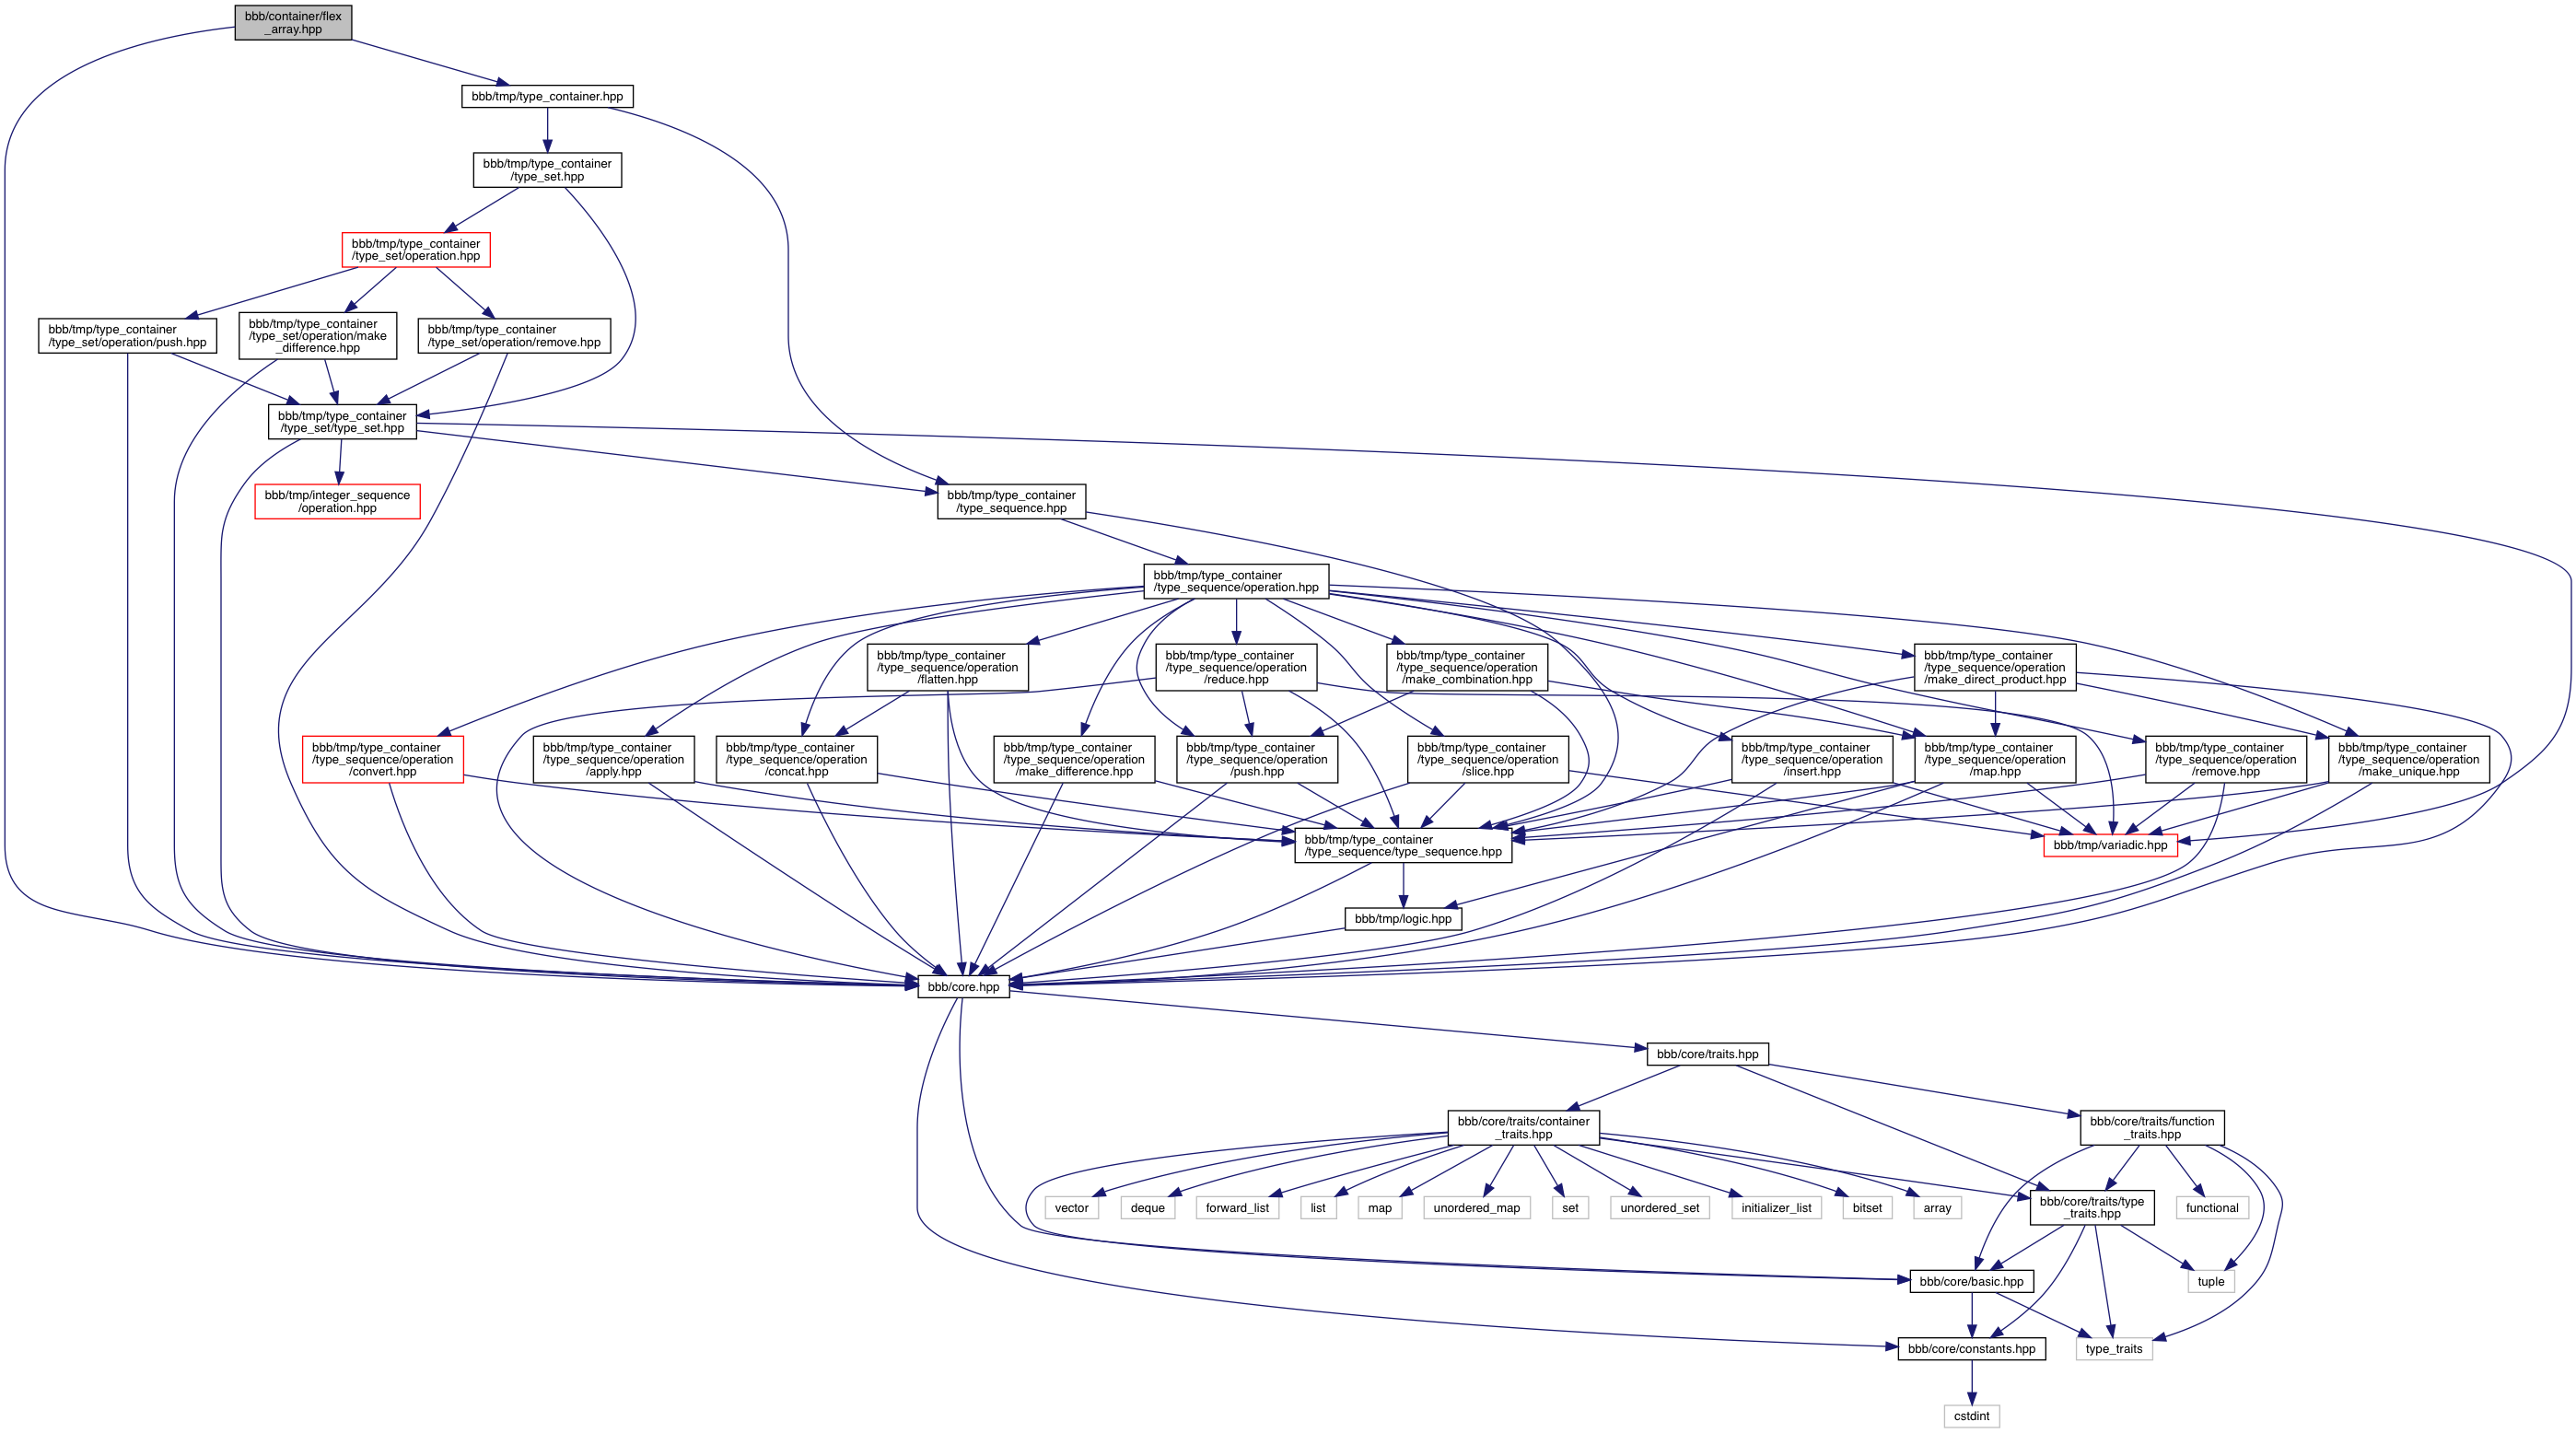 bbb/container/flex
_array.hpp
bbb/tmp/type_container.hpp
bbb/tmp/type_container
/type_set.hpp
bbb/tmp/type_container
/type_set/operation.hpp
bbb/tmp/type_container
/type_set/operation/push.hpp
bbb/tmp/type_container
/type_set/operation/make
_difference.hpp
bbb/tmp/type_container
/type_set/operation/remove.hpp
bbb/tmp/type_container
/type_set/type_set.hpp
bbb/tmp/integer_sequence
/operation.hpp
bbb/tmp/type_container
/type_sequence.hpp
bbb/tmp/type_container
/type_sequence/operation.hpp
bbb/tmp/type_container
/type_sequence/operation
/flatten.hpp
bbb/tmp/type_container
/type_sequence/operation
/reduce.hpp
bbb/tmp/type_container
/type_sequence/operation
/make_combination.hpp
bbb/tmp/type_container
/type_sequence/operation
/make_direct_product.hpp
bbb/tmp/type_container
/type_sequence/operation
/convert.hpp
bbb/tmp/type_container
/type_sequence/operation
/apply.hpp
bbb/tmp/type_container
/type_sequence/operation
/concat.hpp
bbb/tmp/type_container
/type_sequence/operation
/make_difference.hpp
bbb/tmp/type_container
/type_sequence/operation
/push.hpp
bbb/tmp/type_container
/type_sequence/operation
/slice.hpp
bbb/tmp/type_container
/type_sequence/operation
/insert.hpp
bbb/tmp/type_container
/type_sequence/operation
/map.hpp
bbb/tmp/type_container
/type_sequence/operation
/remove.hpp
bbb/tmp/type_container
/type_sequence/operation
/make_unique.hpp
bbb/tmp/type_container
/type_sequence/type_sequence.hpp
bbb/tmp/variadic.hpp
bbb/tmp/logic.hpp
bbb/core.hpp
bbb/core/traits.hpp
bbb/core/traits/container
_traits.hpp
bbb/core/traits/function
_traits.hpp
vector
deque
forward_list
list
map
unordered_map
set
unordered_set
initializer_list
bitset
array
bbb/core/traits/type
_traits.hpp
functional
bbb/core/basic.hpp
tuple
bbb/core/constants.hpp
type_traits
cstdint